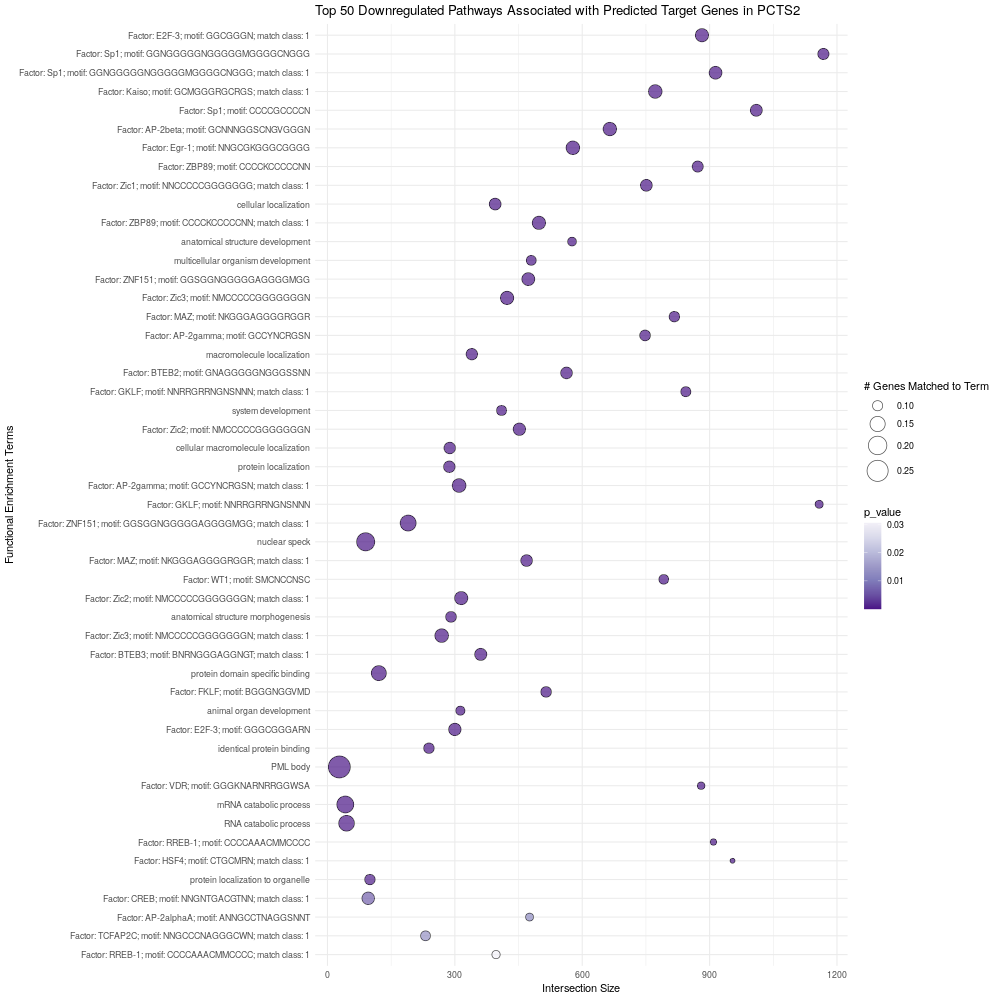 Top 50 Downregulated Pathways Associated with Predicted Target Genes in PCTS2
Functional Enrichment Terms
Factor: E2F-3; motif: GGCGGGN; match class: 1
Factor: Sp1; motif: GGNGGGGGNGGGGGMGGGGCNGGG
Factor: Sp1; motif: GGNGGGGGNGGGGGMGGGGCNGGG; match class: 1
Factor: Kaiso; motif: GCMGGGRGCRGS; match class: 1
Factor: Sp1; motif: CCCCGCCCCN
Factor: AP-2beta; motif: GCNNNGGSCNGVGGGN
Factor: Egr-1; motif: NNGCGKGGGCGGGG
Factor: ZBP89; motif: CCCCKCCCCCNN
Factor: Zic1; motif: NNCCCCCGGGGGGG; match class: 1
cellular localization
Factor: ZBP89; motif: CCCCKCCCCCNN; match class: 1
anatomical structure development
multicellular organism development
Factor: ZNF151; motif: GGSGGNGGGGGAGGGGMGG
Factor: Zic3; motif: NMCCCCCGGGGGGGN
Factor: MAZ; motif: NKGGGAGGGGRGGR
Factor: AP-2gamma; motif: GCCYNCRGSN
macromolecule localization
Factor: BTEB2; motif: GNAGGGGGNGGGSSNN
Factor: GKLF; motif: NNRRGRRNGNSNNN; match class: 1
system development
Factor: Zic2; motif: NMCCCCCGGGGGGGN
cellular macromolecule localization
protein localization
Factor: AP-2gamma; motif: GCCYNCRGSN; match class: 1
Factor: GKLF; motif: NNRRGRRNGNSNNN
Factor: ZNF151; motif: GGSGGNGGGGGAGGGGMGG; match class: 1
nuclear speck
Factor: MAZ; motif: NKGGGAGGGGRGGR; match class: 1
Factor: WT1; motif: SMCNCCNSC
Factor: Zic2; motif: NMCCCCCGGGGGGGN; match class: 1
anatomical structure morphogenesis
Factor: Zic3; motif: NMCCCCCGGGGGGGN; match class: 1
Factor: BTEB3; motif: BNRNGGGAGGNGT; match class: 1
protein domain specific binding
Factor: FKLF; motif: BGGGNGGVMD
animal organ development
Factor: E2F-3; motif: GGGCGGGARN
identical protein binding
PML body
Factor: VDR; motif: GGGKNARNRRGGWSA
mRNA catabolic process
RNA catabolic process
Factor: RREB-1; motif: CCCCAAACMMCCCC
Factor: HSF4; motif: CTGCMRN; match class: 1
protein localization to organelle
Factor: CREB; motif: NNGNTGACGTNN; match class: 1
Factor: AP-2alphaA; motif: ANNGCCTNAGGSNNT
Factor: TCFAP2C; motif: NNGCCCNAGGGCWN; match class: 1
Factor: RREB-1; motif: CCCCAAACMMCCCC; match class: 1
0 300 600 900 1200
Intersection Size
# Genes Matched to Term
0.10
0.15
0.20
0.25
p_value
0.03
0.02
0.01